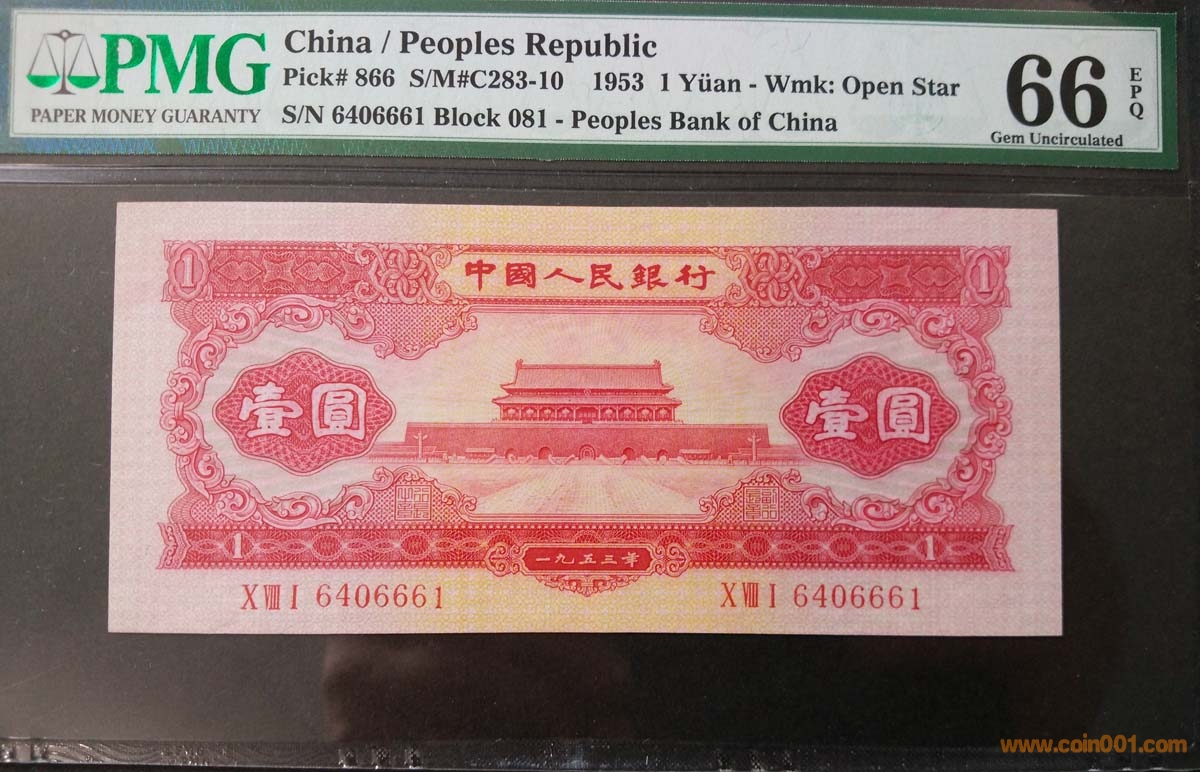 PMG
PAPER MONEY GUARANTY
China / Peoples Republic
Pick# 866 S/M#C283-10 1953 1 Yüan - Wmk: Open Star
S/N 6406661 Block 081 - Peoples Bank of China
66
EPQ
Gem Uncirculated
1 中國人民銀行 1
壹圓 壹圓
1 一九五三年 1
XⅧI 6406661 XⅧI 6406661
www.coin001.com